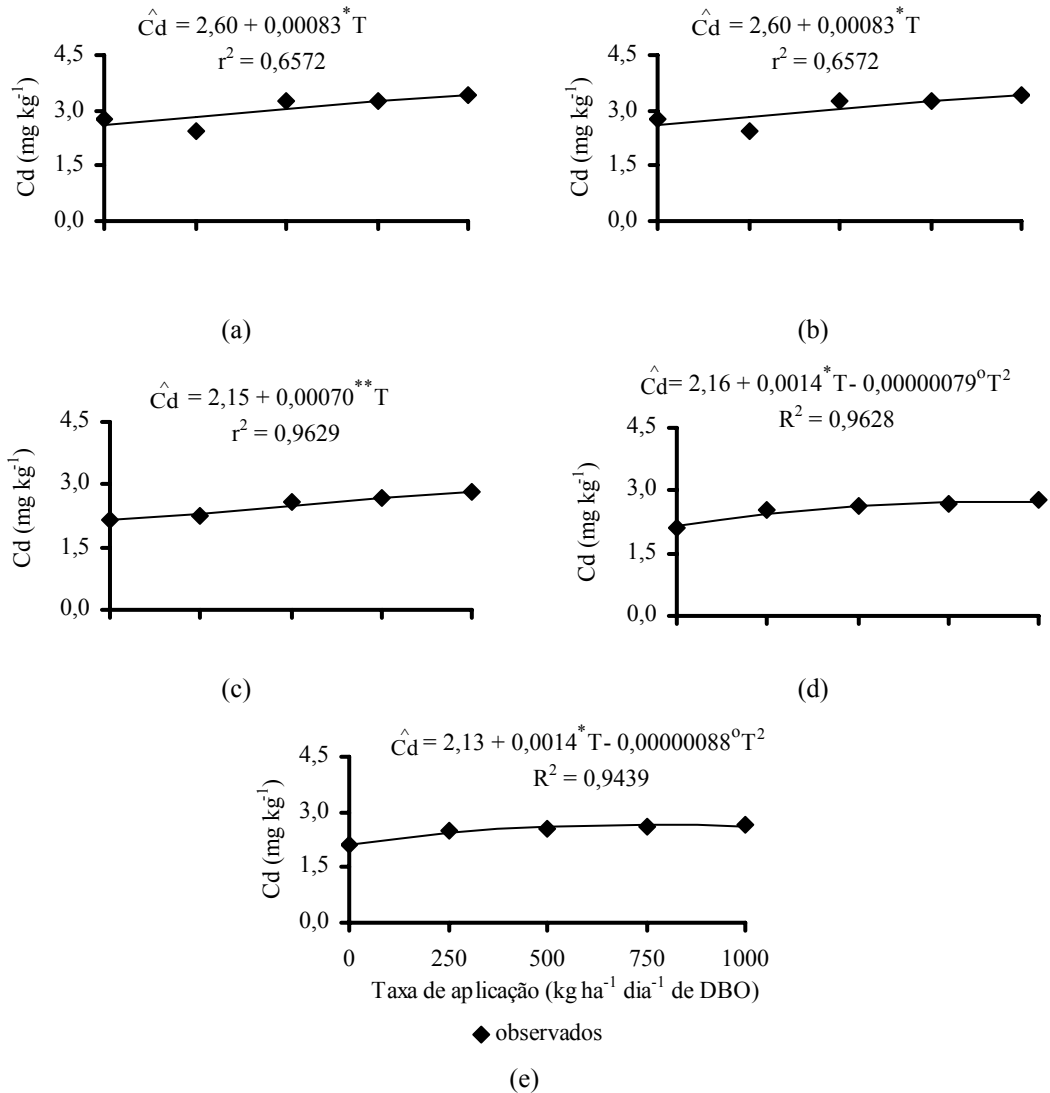 Ĉd = 2,60 + 0,00083*T
r² = 0,6572
4,5
3,0
1,5
0,0
Cd (mg kg⁻¹)
(a)
Ĉd = 2,60 + 0,00083*T
r² = 0,6572
4,5
3,0
1,5
0,0
Cd (mg kg⁻¹)
(b)
Ĉd = 2,15 + 0,00070**T
r² = 0,9629
4,5
3,0
1,5
0,0
Cd (mg kg⁻¹)
(c)
Ĉd= 2,16 + 0,0014*T- 0,00000079ºT²
R² = 0,9628
4,5
3,0
1,5
0,0
Cd (mg kg⁻¹)
(d)
Ĉd = 2,13 + 0,0014*T- 0,00000088ºT²
R² = 0,9439
4,5
3,0
1,5
0,0
Cd (mg kg⁻¹)
0 250 500 750 1000
Taxa de aplicação (kg ha⁻¹ dia⁻¹ de DBO)
observados
(e)